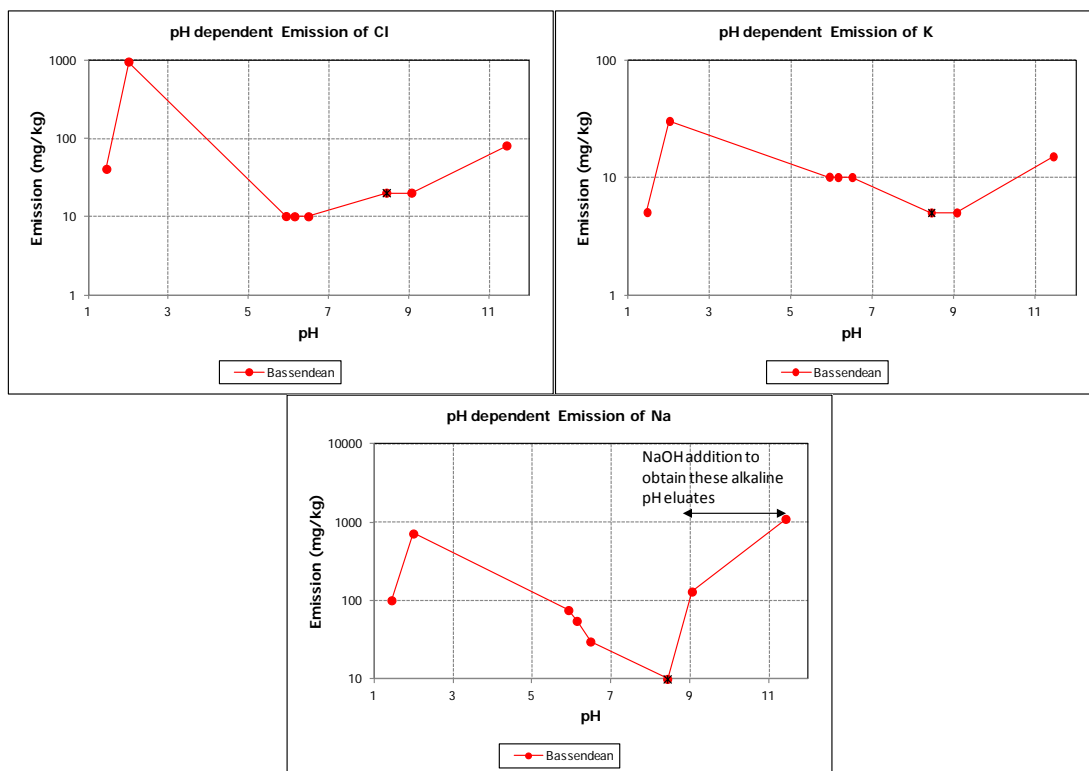 pH dependent Emission of Cl
1000
100
10
1
Emission (mg/kg)
1 3 5 7 9 11
pH
Bassendean
pH dependent Emission of K
100
10
1
Emission (mg/kg)
1 3 5 7 9 11
pH
Bassendean
pH dependent Emission of Na
10000
1000
100
10
Emission (mg/kg)
NaOH addition to
obtain these alkaline
pH eluates
1 3 5 7 9 11
pH
Bassendean